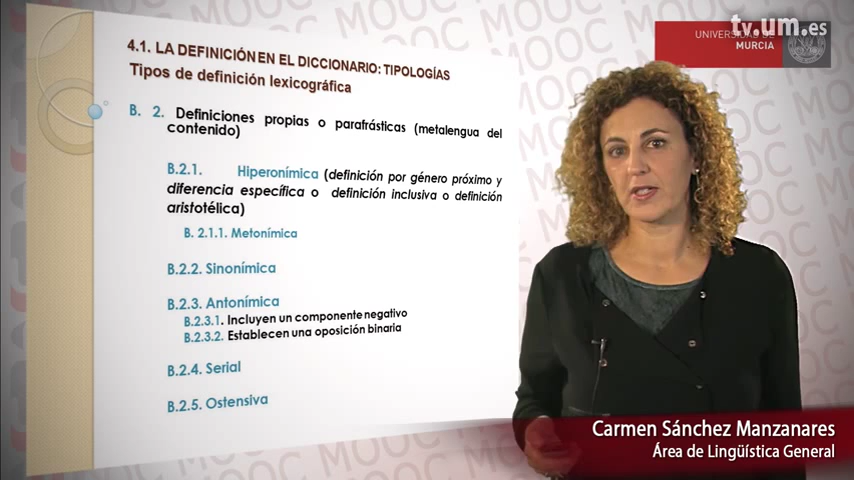 tv.um.es
UNIVERSIDAD DE
MURCIA
4.1. LA DEFINICIÓN EN EL DICCIONARIO: TIPOLOGÍAS
Tipos de definición lexicográfica
B. 2. Definiciones propias o parafrásticas (metalengua del
contenido)
B.2.1. Hiperonímica (definición por género próximo y
diferencia específica o definición inclusiva o definición
aristotélica)
B. 2.1.1. Metonímica
B.2.2. Sinonímica
B.2.3. Antonímica
B.2.3.1. Incluyen un componente negativo
B.2.3.2. Establecen una oposición binaria
B.2.4. Serial
B.2.5. Ostensiva
Carmen Sánchez Manzanares
Área de Lingüística General
MOOC